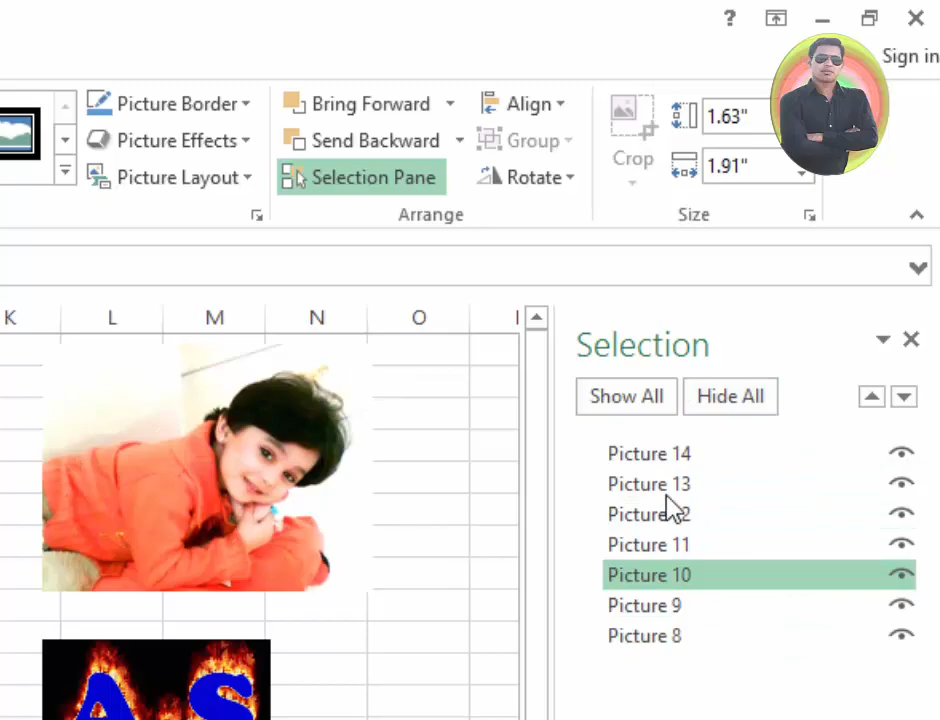 ?
Sign in
Picture Border
Picture Effects
Picture Layout
Bring Forward
Send Backward
Selection Pane
Align
Group
Rotate
Arrange
Crop
1.63"
1.91"
Size
K L M N O
Selection
Show All Hide All
Picture 14
Picture 13
Picture 11
Picture 10
Picture 9
Picture 8
A S